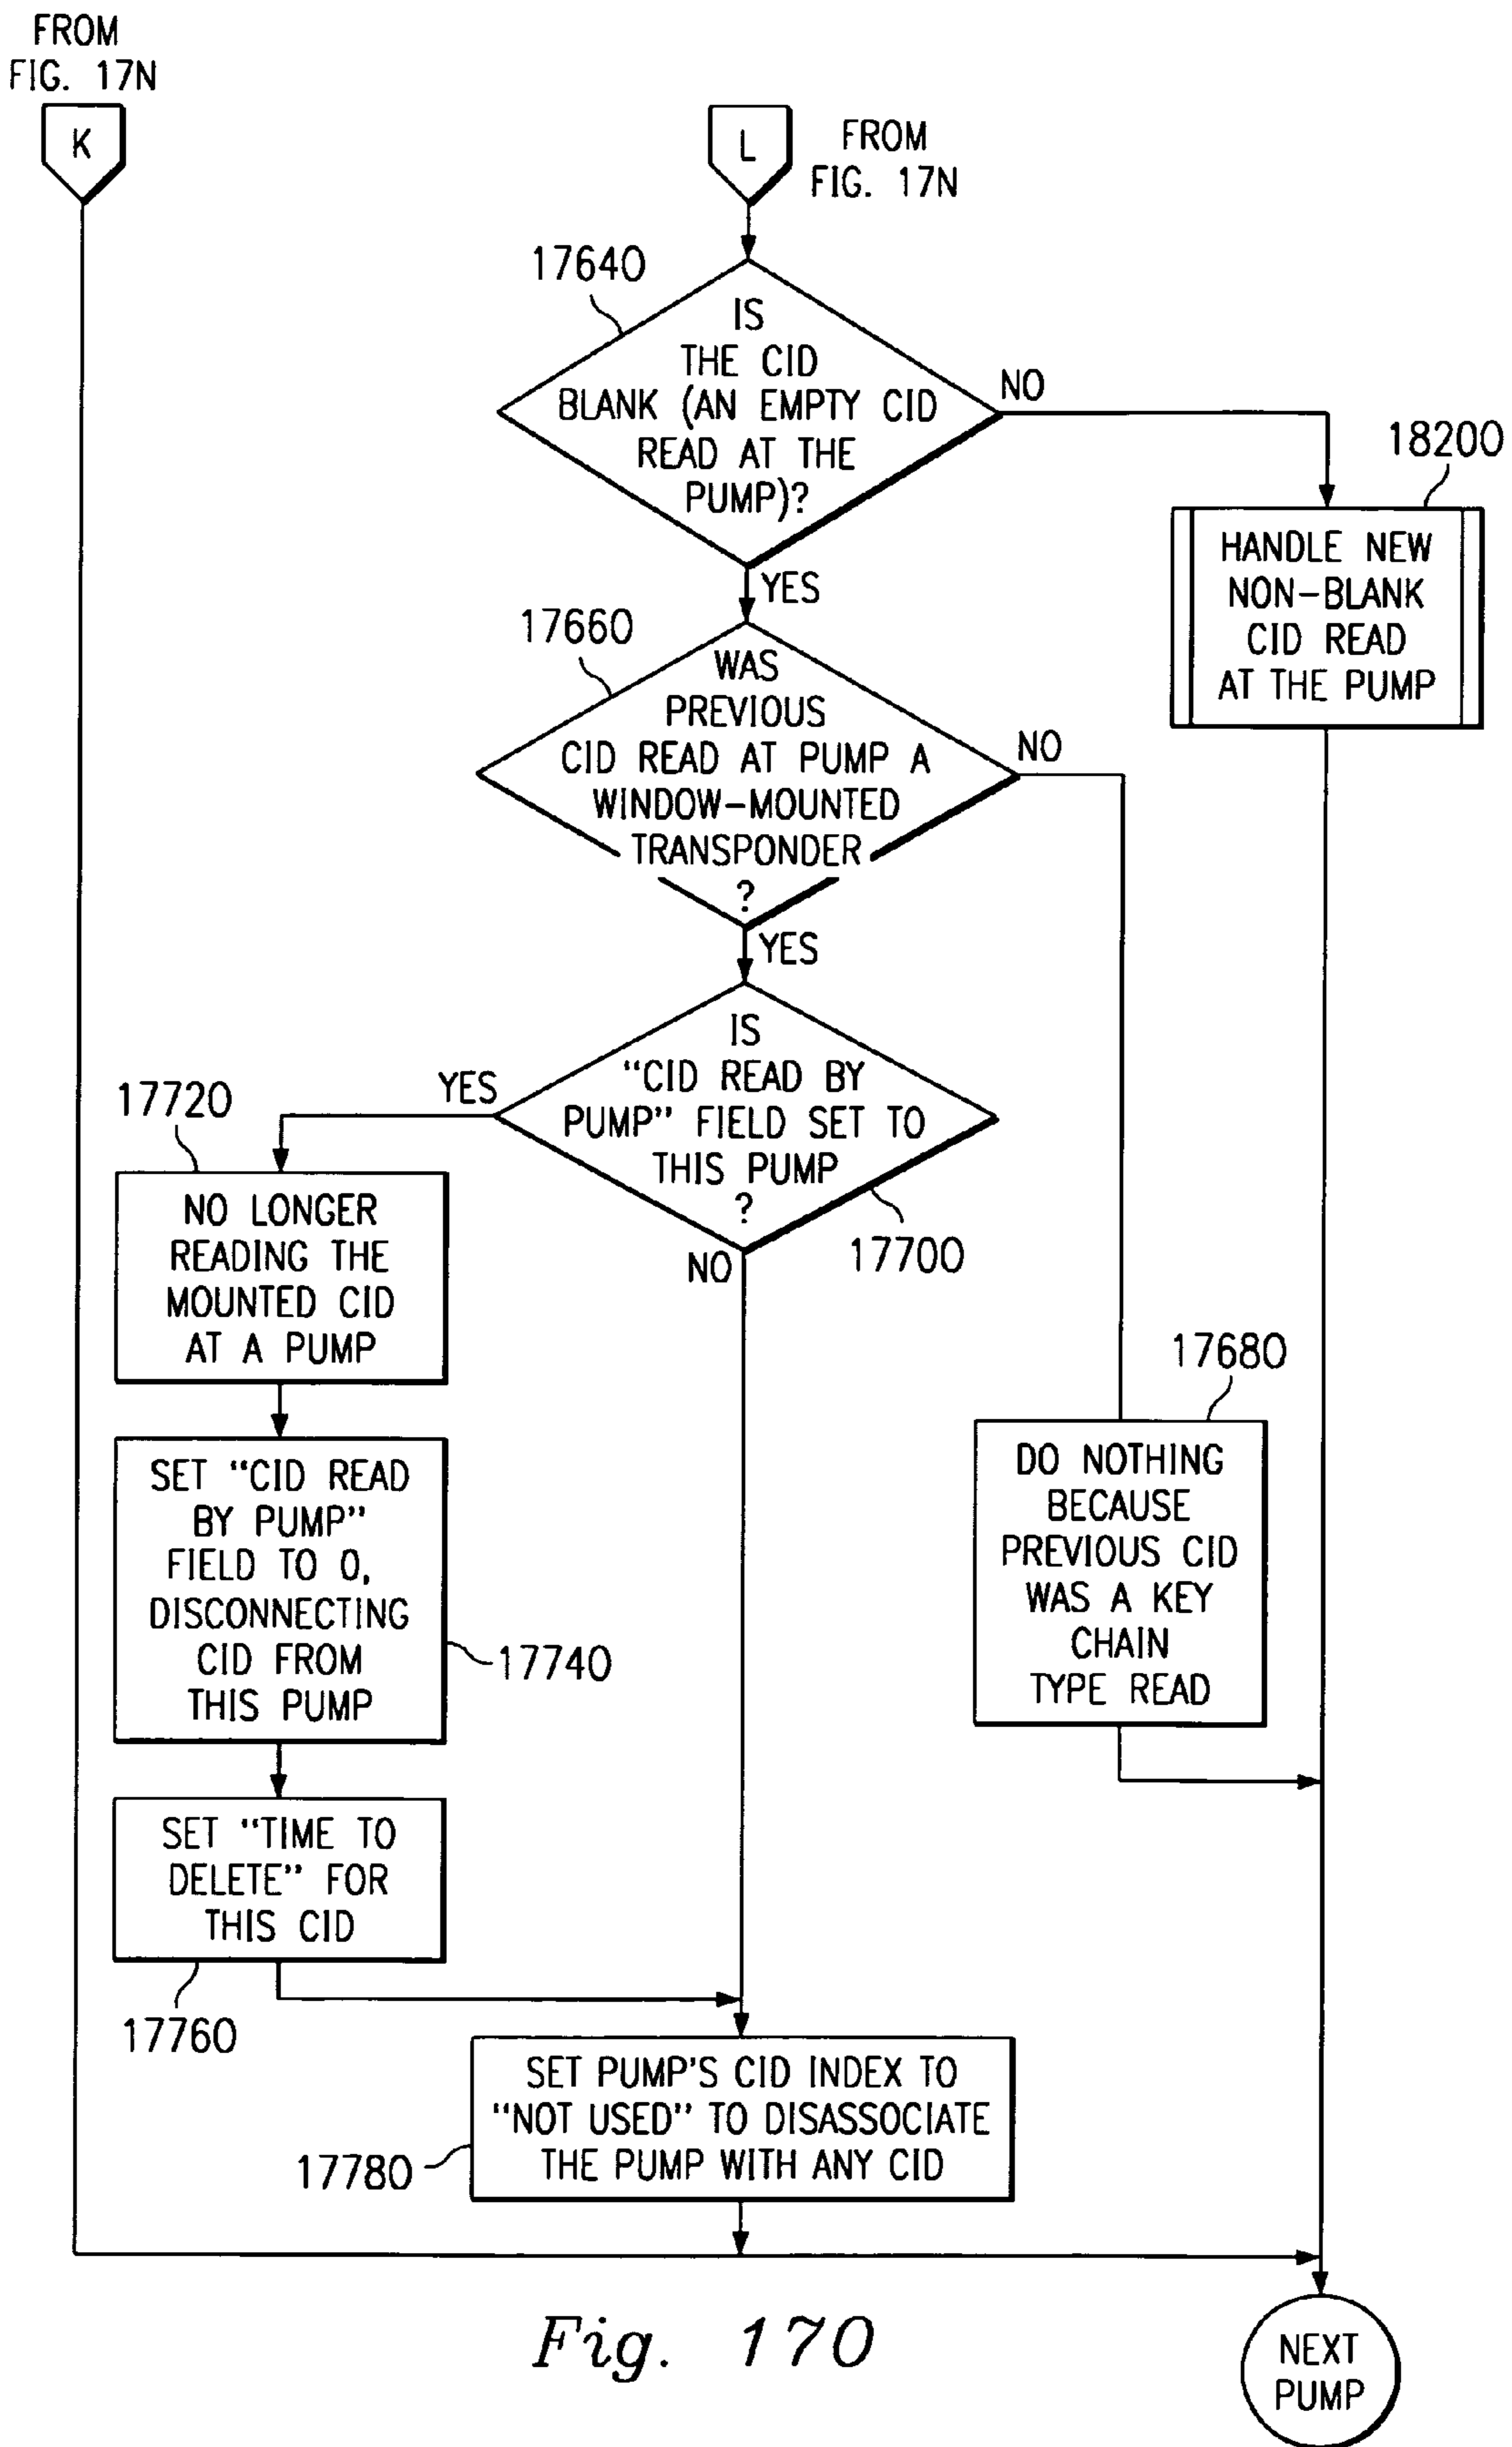 FROM
FIG. 17N
K
L
FROM
FIG. 17N
17640
IS
THE CID
BLANK (AN EMPTY CID
READ AT THE
PUMP)?
NO
YES
18200
HANDLE NEW
NON-BLANK
CID READ
AT THE PUMP
17660
WAS
PREVIOUS
CID READ AT PUMP A
WINDOW-MOUNTED
TRANSPONDER
?
NO
YES
IS
"CID READ BY
PUMP" FIELD SET TO
THIS PUMP
?
YES
NO
17700
17720
NO LONGER
READING THE
MOUNTED CID
AT A PUMP
17680
DO NOTHING
BECAUSE
PREVIOUS CID
WAS A KEY
CHAIN
TYPE READ
SET "CID READ
BY PUMP"
FIELD TO 0,
DISCONNECTING
CID FROM
THIS PUMP
17740
SET "TIME TO
DELETE" FOR
THIS CID
17760
SET PUMP'S CID INDEX TO
"NOT USED" TO DISASSOCIATE
THE PUMP WITH ANY CID
17780
NEXT
PUMP
Fig. 17O